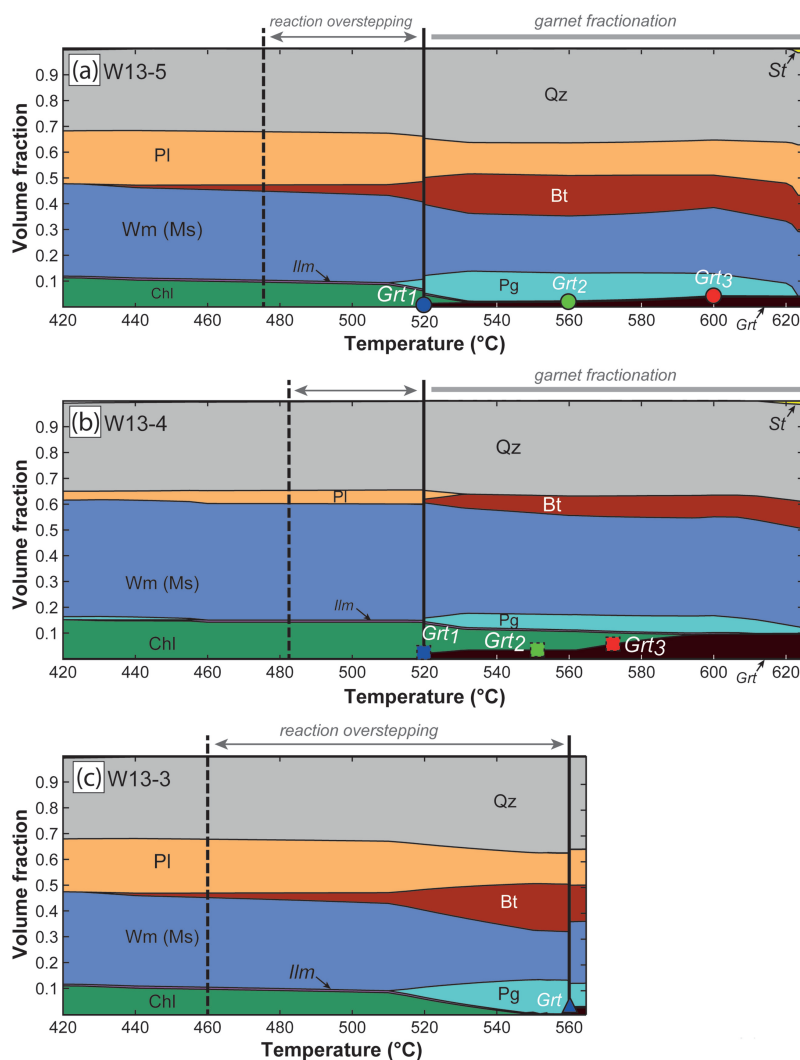 reaction overstepping
garnet fractionation
(a) W13-5
St
Qz
Pl
Bt
Wm (Ms)
Ilm
Chl
Grt1
Pg
Grt2
Grt3
Grt
Volume fraction
0.9
0.8
0.7
0.6
0.5
0.4
0.3
0.2
0.1
420 440 460 480 500 520 540 560 580 600 620
Temperature (°C)
garnet fractionation
(b) W13-4
St
Qz
Pl
Bt
Wm (Ms)
Ilm
Chl
Pg
Grt1
Grt2
Grt3
Grt
Volume fraction
0.9
0.8
0.7
0.6
0.5
0.4
0.3
0.2
0.1
420 440 460 480 500 520 540 560 580 600 620
Temperature (°C)
reaction overstepping
(c) W13-3
Qz
Pl
Bt
Wm (Ms)
Ilm
Chl
Pg
Grt
Volume fraction
0.9
0.8
0.7
0.6
0.5
0.4
0.3
0.2
0.1
420 440 460 480 500 520 540 560
Temperature (°C)